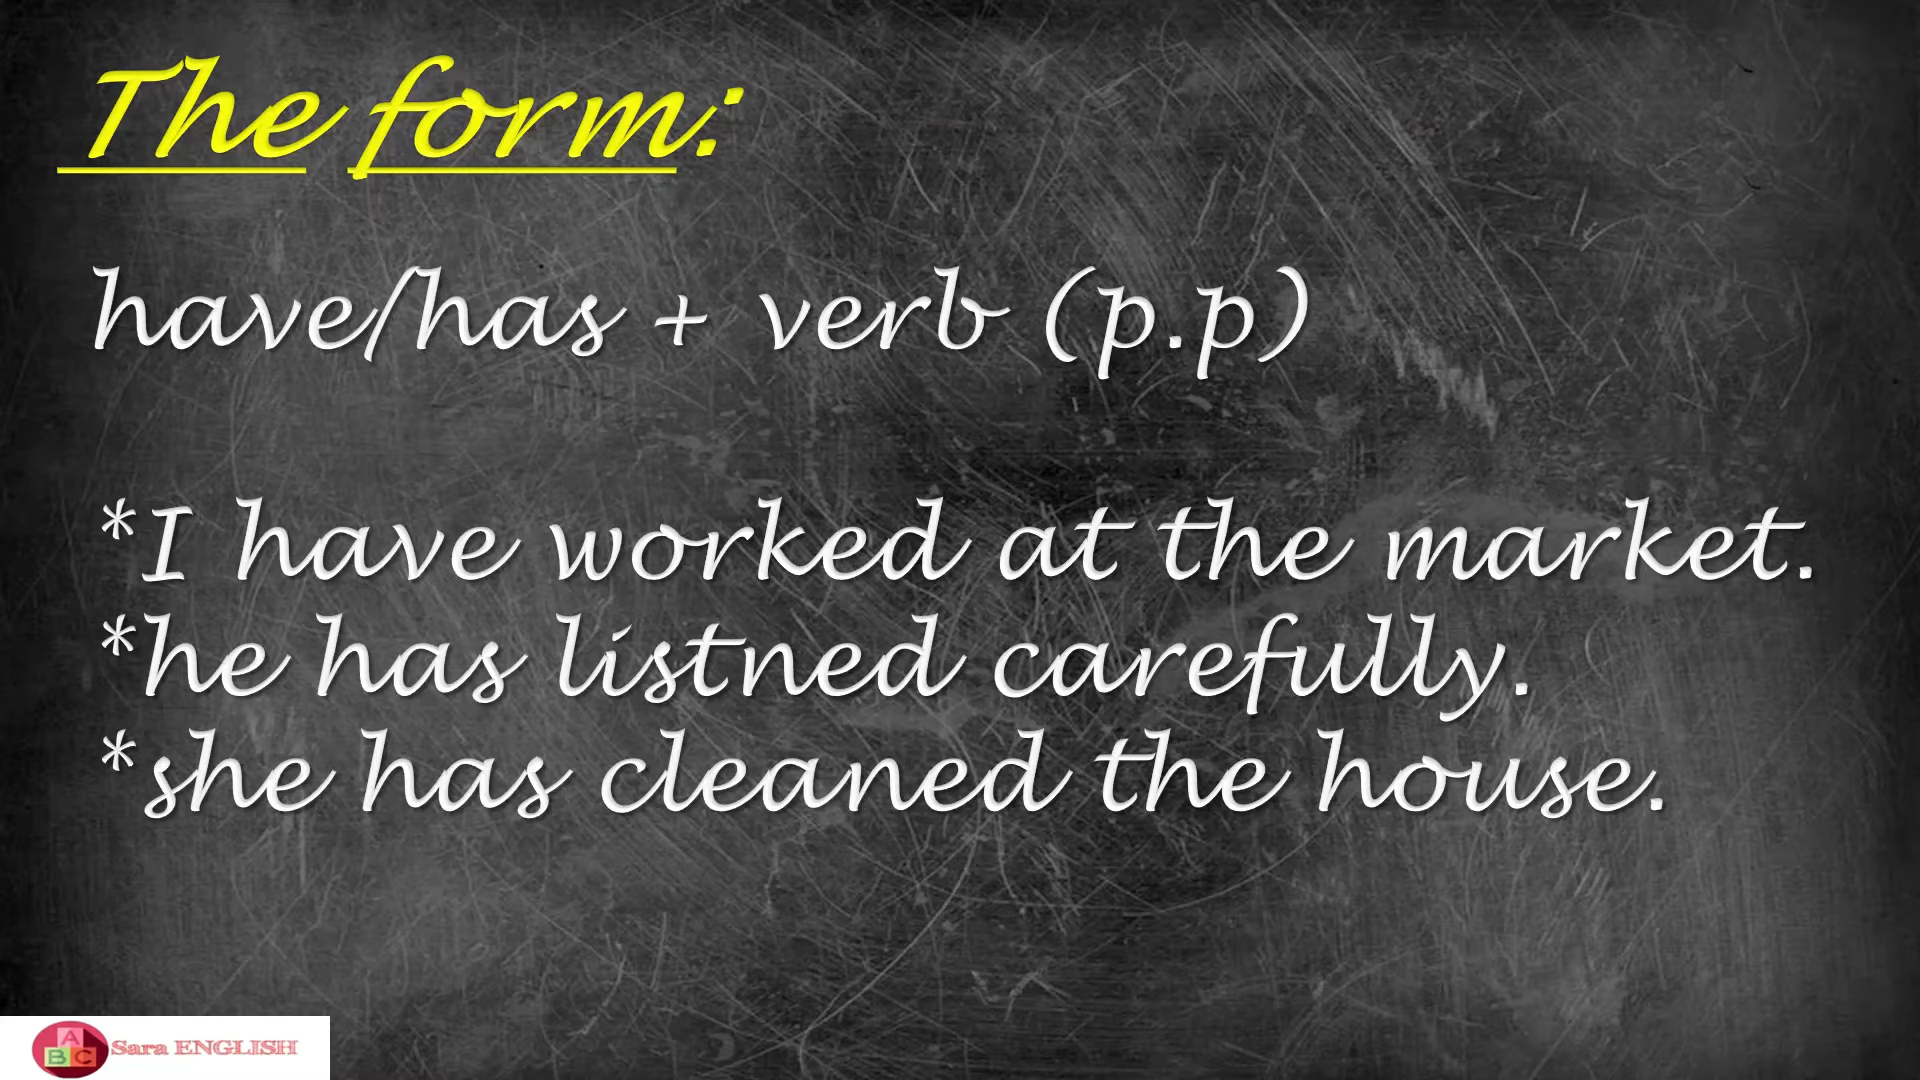 The form:
have/has + verb (p.p)
*I have worked at the market.
*he has listned carefully.
*she has cleaned the house.
A
B C
Sara ENGLISH